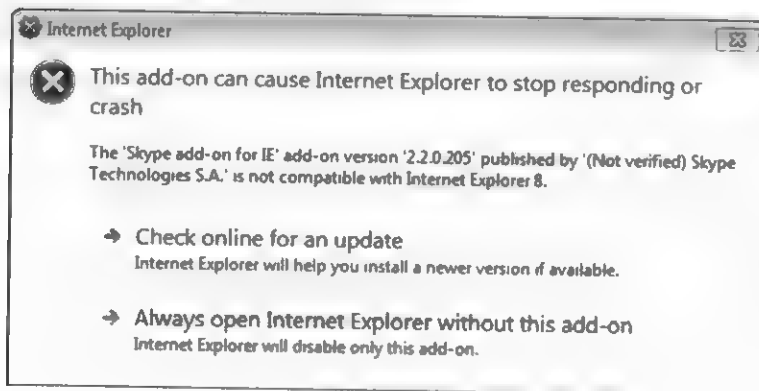 Internet Explorer
This add-on can cause Internet Explorer to stop responding or
crash
The 'Skype add-on for IE' add-on version '2.2.0.205' published by '(Not verified) Skype
Technologies S.A.' is not compatible with Internet Explorer 8.
Check online for an update
Internet Explorer will help you install a newer version if available.
Always open Internet Explorer without this add-on
Internet Explorer will disable only this add-on.